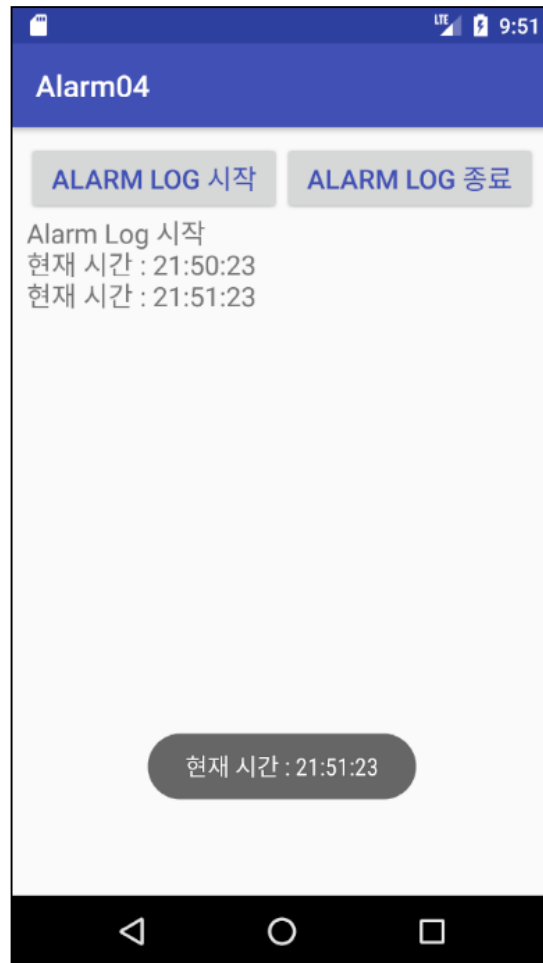 LTE 9:51
Alarm04
ALARM LOG 시작 ALARM LOG 종료
Alarm Log 시작
현재 시간 : 21:50:23
현재 시간 : 21:51:23
현재 시간 : 21:51:23